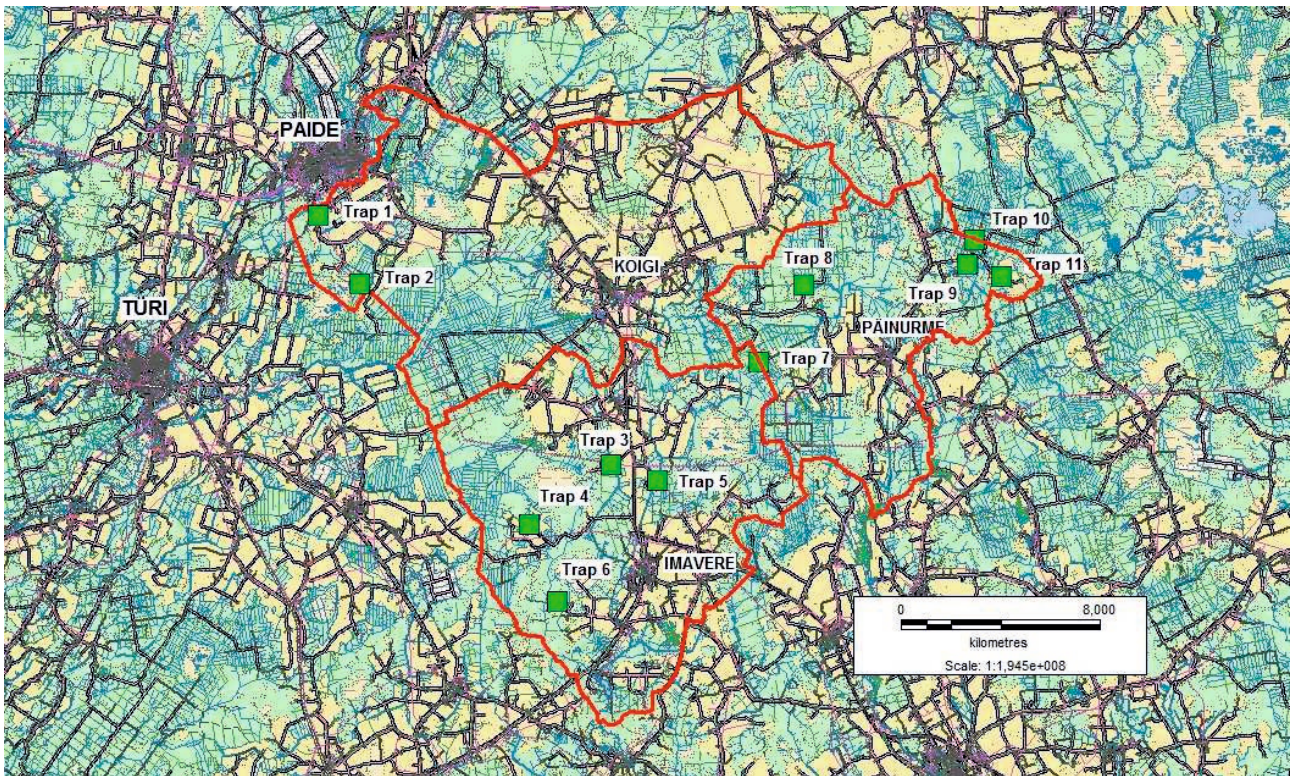 PAIDE
Trap 1
Trap 10
Trap 2
KOIGI
Trap 8
Trap 9
Trap 11
TÜRI
PÄINURME
Trap 7
Trap 3
Trap 5
Trap 4
IMAVERE
Trap 6
0 8,000
kilometres
Scale: 1:1,945e+008